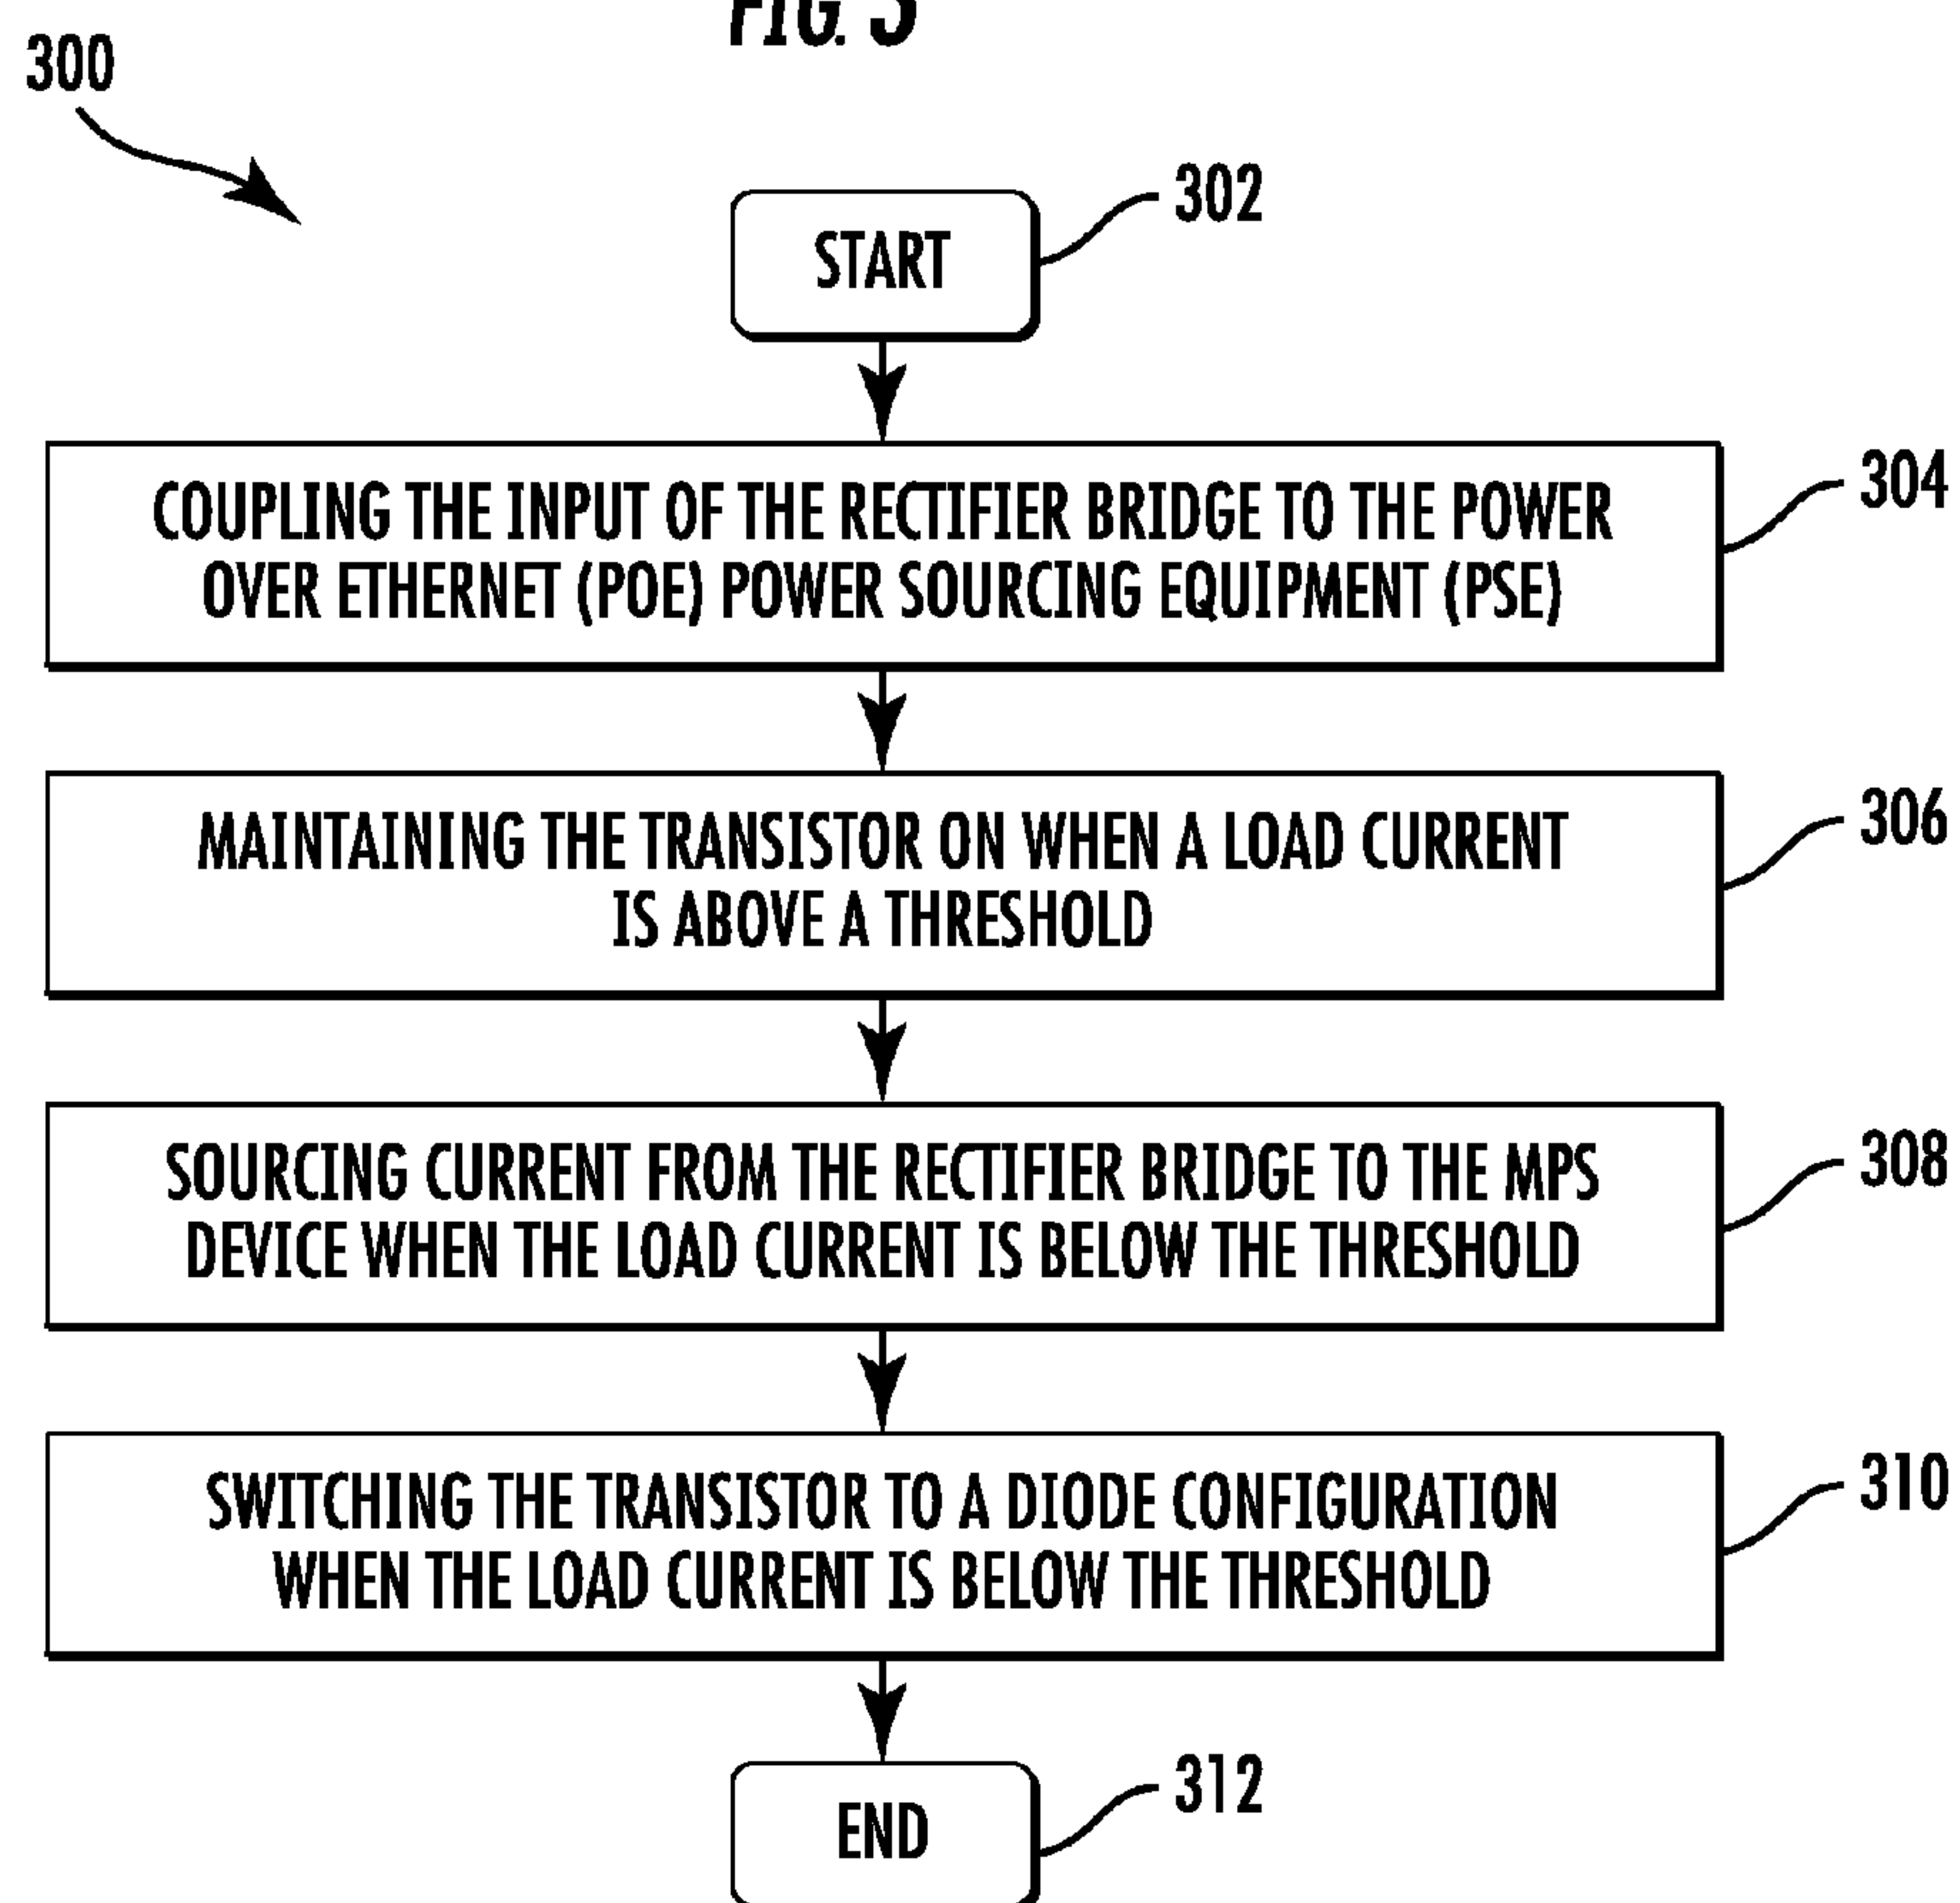 FIG. 3
300
302
START
304
COUPLING THE INPUT OF THE RECTIFIER BRIDGE TO THE POWER
OVER ETHERNET (POE) POWER SOURCING EQUIPMENT (PSE)
306
MAINTAINING THE TRANSISTOR ON WHEN A LOAD CURRENT
IS ABOVE A THRESHOLD
308
SOURCING CURRENT FROM THE RECTIFIER BRIDGE TO THE MPS
DEVICE WHEN THE LOAD CURRENT IS BELOW THE THRESHOLD
310
SWITCHING THE TRANSISTOR TO A DIODE CONFIGURATION
WHEN THE LOAD CURRENT IS BELOW THE THRESHOLD
312
END